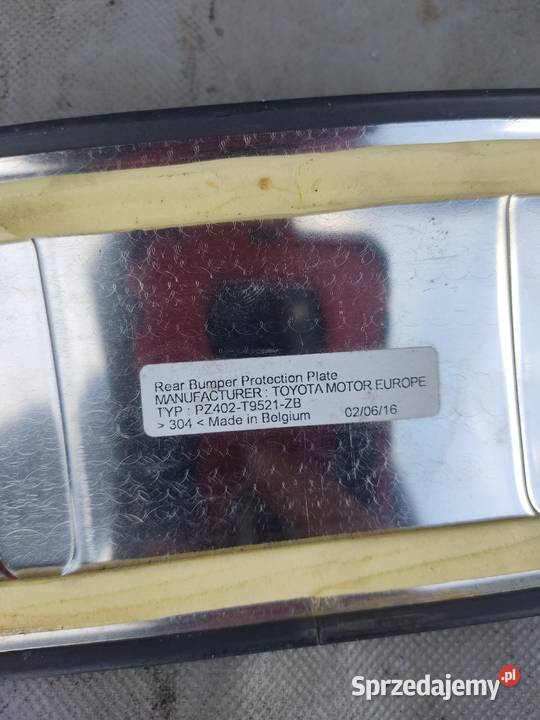 Rear Bumper Protection Plate
MANUFACTURER : TOYOTA MOTOR EUROPE
TYP : PZ402-T9521-ZB
> 304 < Made in Belgium 02/06/16
Sprzedajemy.pl